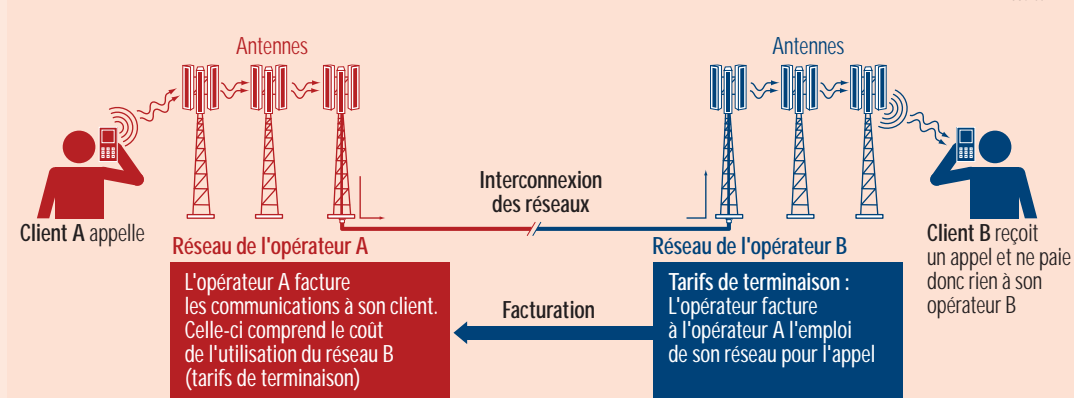 Antennes
Antennes
Client A appelle
Interconnexion
des réseaux
Client B reçoit
un appel et ne paie
donc rien à son
opérateur B
Réseau de l'opérateur A
Réseau de l'opérateur B
L'opérateur A facture
les communications à son client.
Celle-ci comprend le coût
de l'utilisation du réseau B
(tarifs de terminaison)
Facturation
Tarifs de terminaison :
L'opérateur facture
à l'opérateur A l'emploi
de son réseau pour l'appel